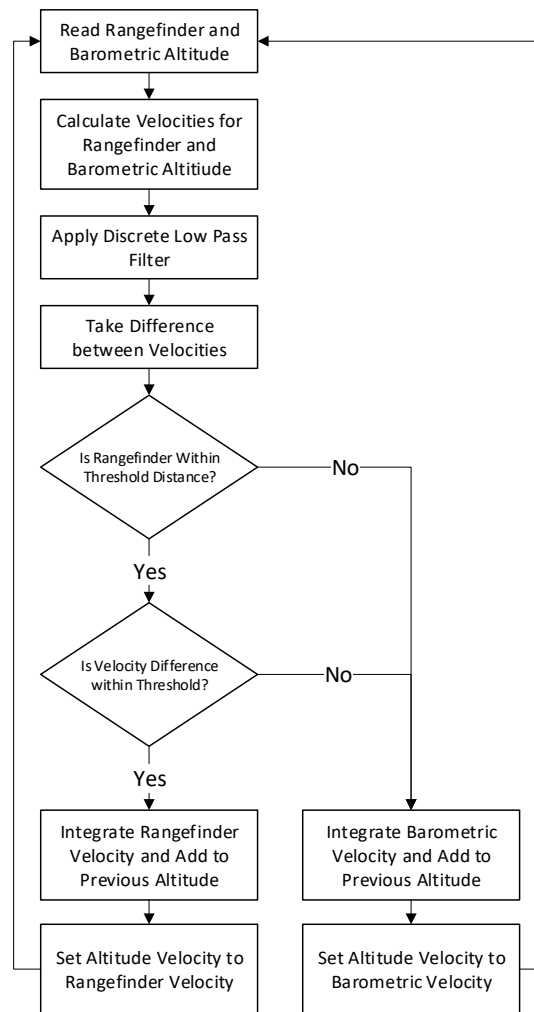 Read Rangefinder and
Barometric Altitude
Calculate Velocities for
Rangefinder and
Barometric Altitiude
Apply Discrete Low Pass
Filter
Take Difference
between Velocities
Is Rangefinder Within
Threshold Distance?
No
Yes
Is Velocity Difference
within Threshold?
No
Yes
Integrate Rangefinder
Velocity and Add to
Previous Altitude
Integrate Barometric
Velocity and Add to
Previous Altitude
Set Altitude Velocity to
Rangefinder Velocity
Set Altitude Velocity to
Barometric Velocity